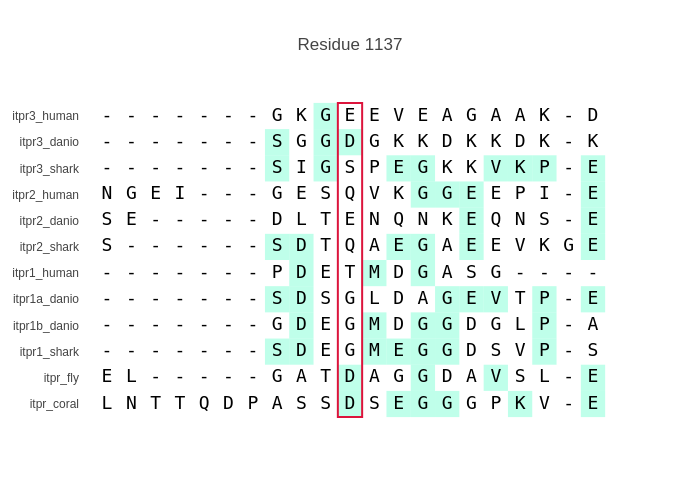 Residue 1137
itpr3_human - - - - - - - G K G E E V E A G A A K - D
itpr3_danio - - - - - - - S G G D G K K D K K D K - K
itpr3_shark - - - - - - - S I G S P E G K K V K P - E
itpr2_human N G E I - - - G E S Q V K G G E E P I - E
itpr2_danio S E - - - - - D L T E N Q N K E Q N S - E
itpr2_shark S - - - - - - S D T Q A E G A E E V K G E
itpr1_human - - - - - - - P D E T M D G A S G - - - -
itpr1a_danio - - - - - - - S D S G L D A G E V T P - E
itpr1b_danio - - - - - - - G D E G M D G G D G L P - A
itpr1_shark - - - - - - - S D E G M E G G D S V P - S
itpr_fly E L - - - - - G A T D A G G D A V S L - E
itpr_coral L N T T Q D P A S S D S E G G G P K V - E